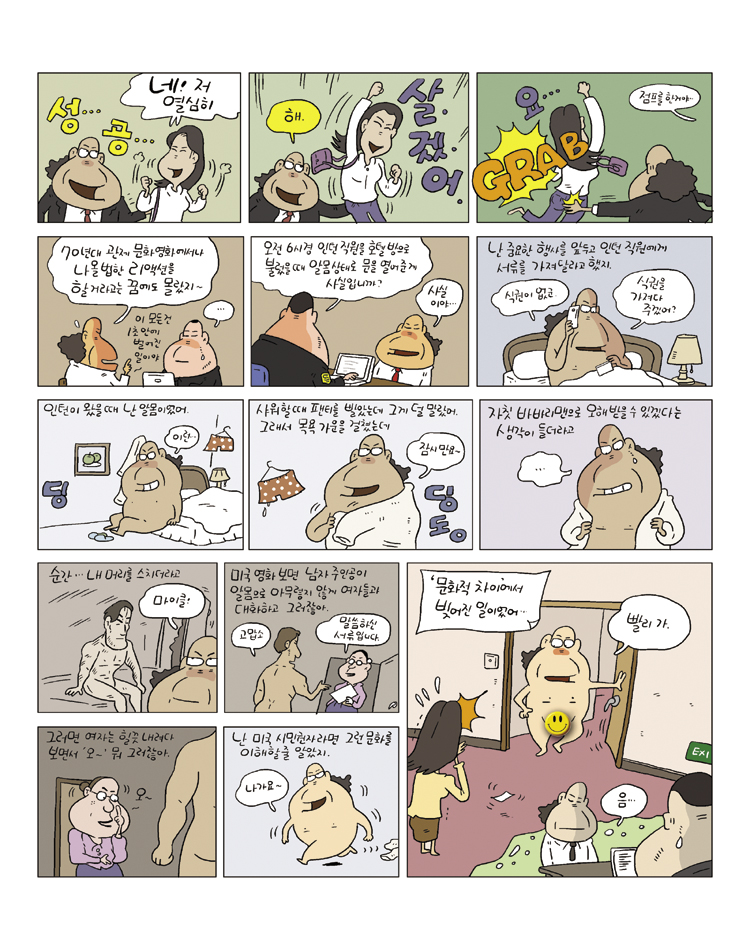 성… 공…
네! 저
열심히
해.
살.
겠.
어.
요…
점프를 한거야…
GRAB
70년대 관제 문화영화에서나
나올법한 리액션을
할거라고는 꿈에도 몰랐지~
이 모든건
1초안에
벌어진
일이야
…
오전 6시경 인턴 직원을 호텔방으로
불렀을때 알몸상태로 문을 열어준게
사실입니까?
사실
이야…
난 중요한 행사를 앞두고 인턴 직원에게
서류를 가져달라고 했지.
식권이 없고
식권을
가져다
주겠어?
인턴이 왔을때 난 알몸이었어.
이런…
딩
샤워할때 팬티를 빨았는데 그게 덜 말랐어.
그래서 목욕 가운을 걸쳤는데
잠시만요~
딩
동.
자칫 바바리맨으로 오해받을수 있겠다는
생각이 들더라고
…
순간… 내 머리를 스치더라고
마이클!
미국 영화 보면 남자 주인공이
알몸으로 아무렇지 않게 여자들과
대화하고 그러잖아.
고맙소
말씀하신
서류입니다.
'문화적 차이'에서
빚어진 일이었어…
빨리 가.
EXI
음…
그러면 여자는 힐끗 내려다
보면서 '오~' 뭐 그러잖아.
오~
난 미국 시민권자라면 그런 문화를
이해할줄 알았지.
나가요~